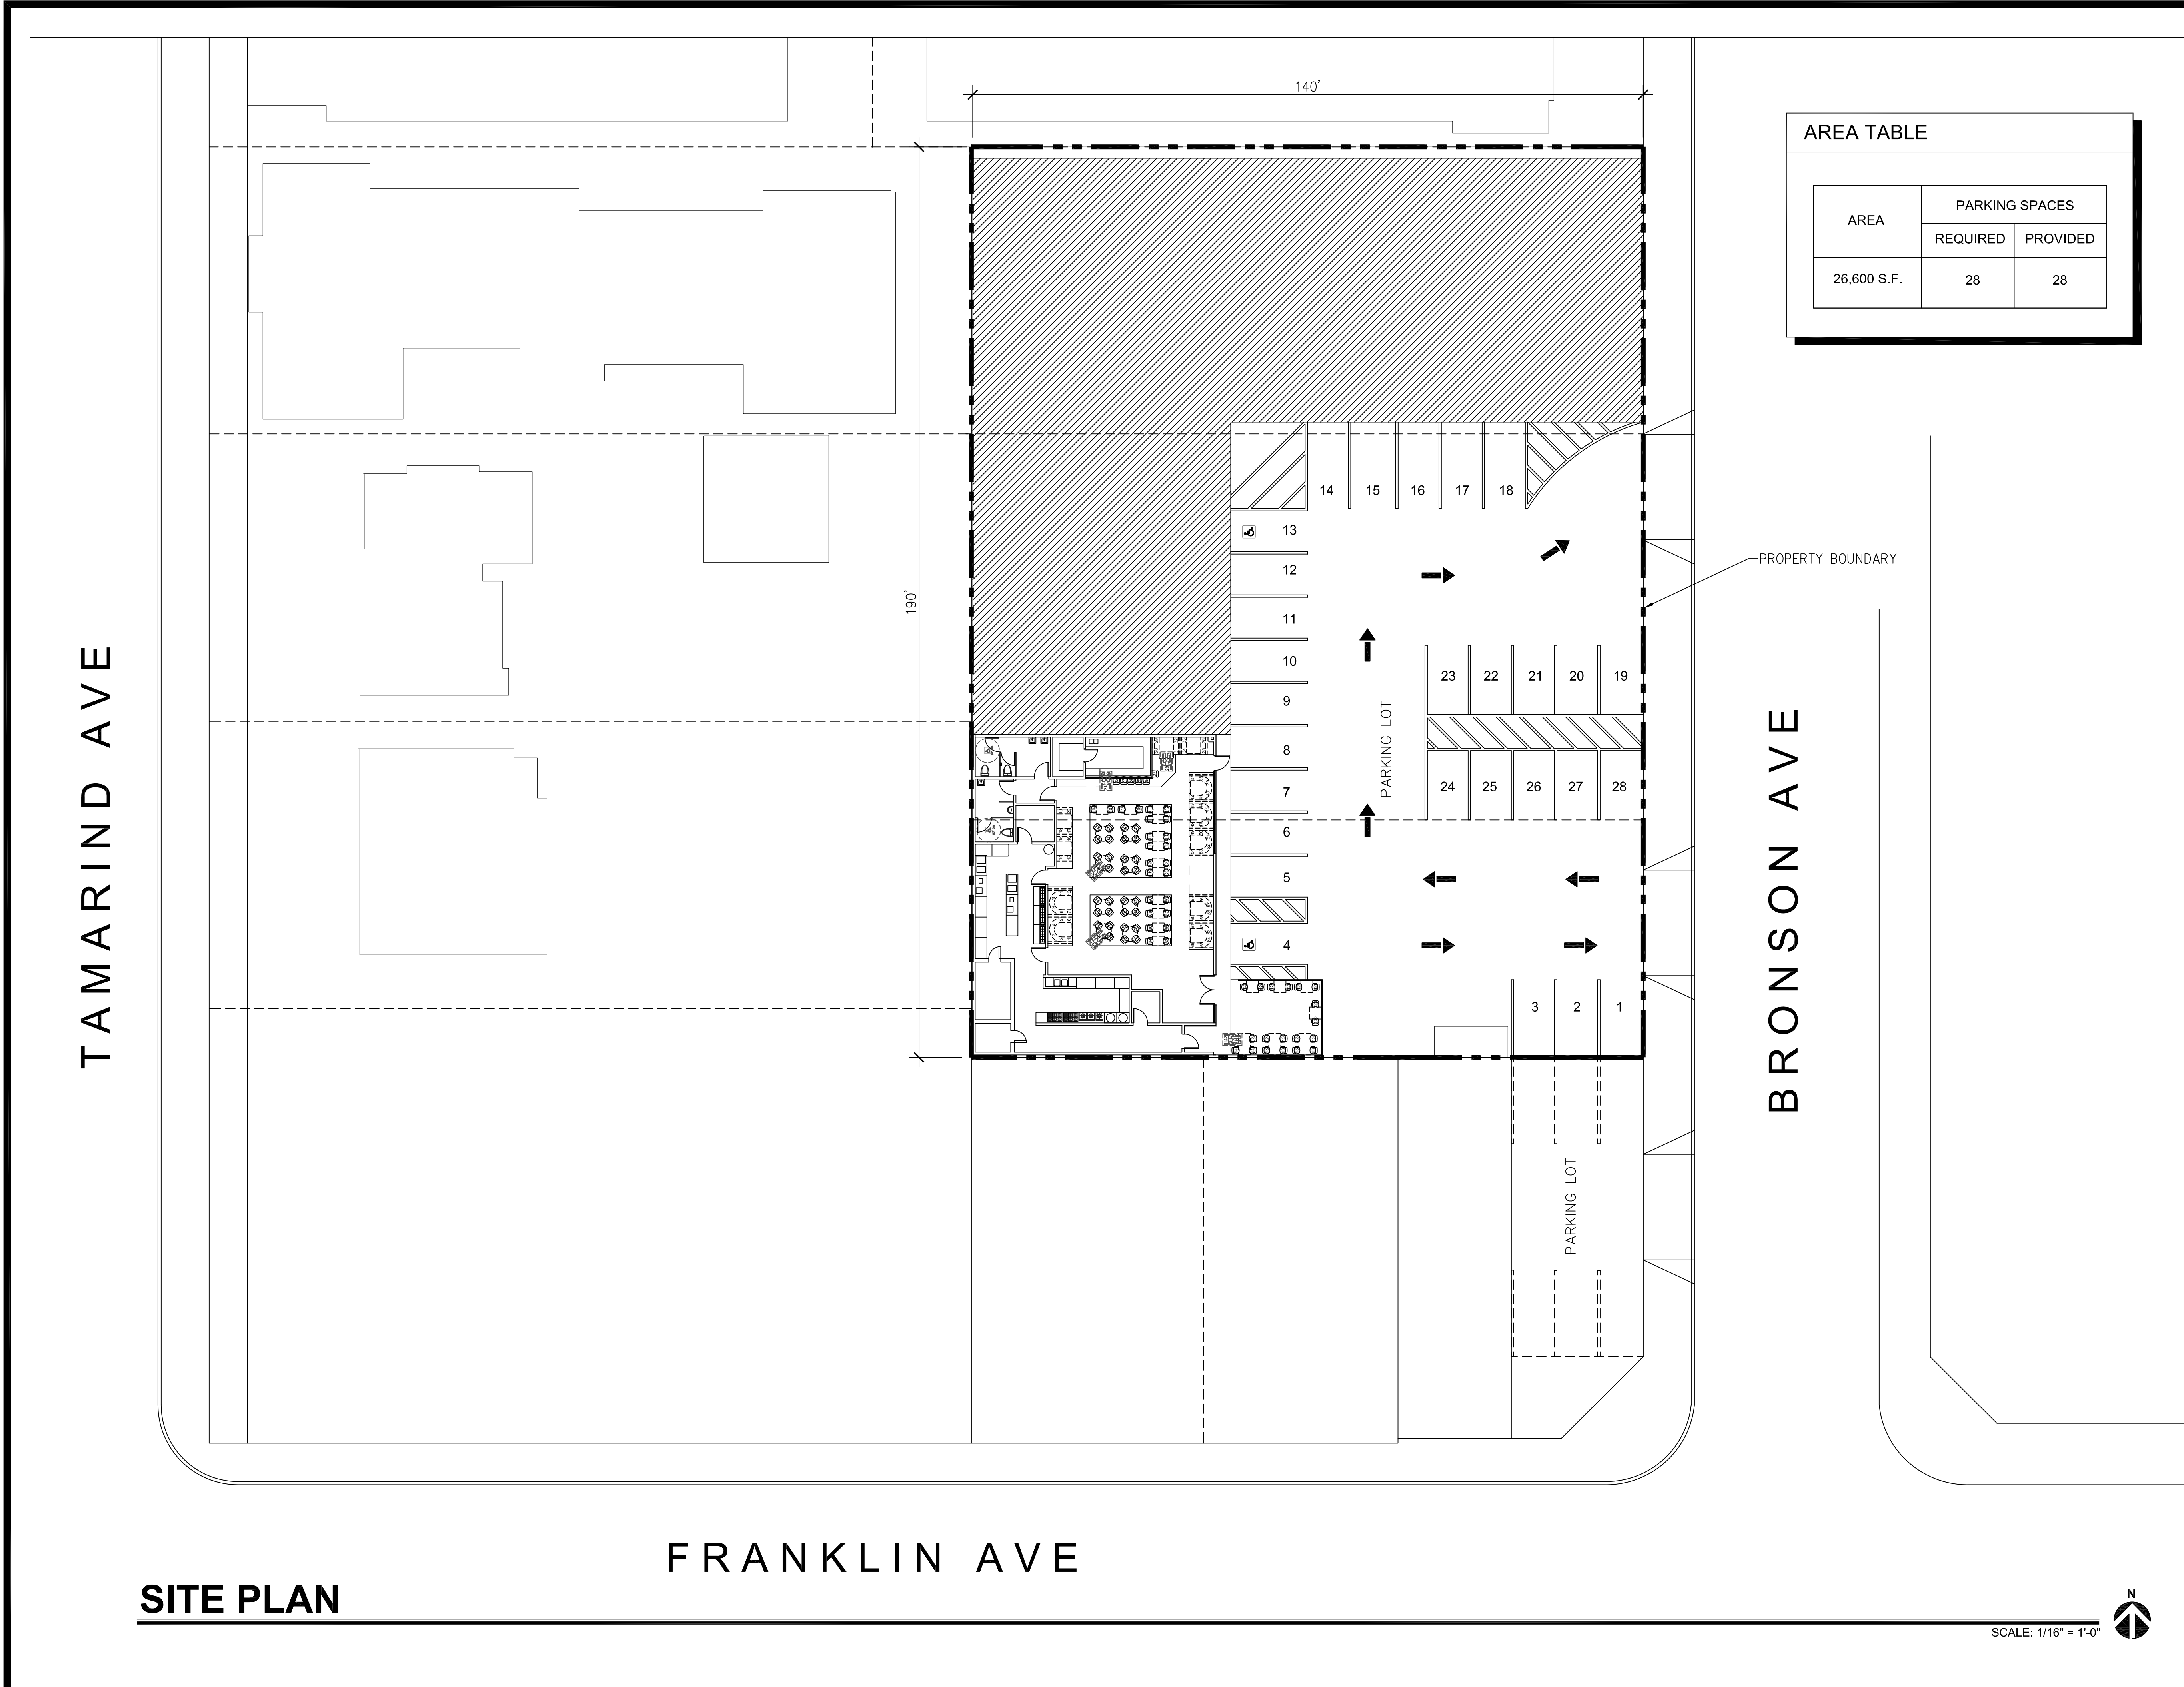 140'
AREA TABLE
AREA
PARKING SPACES
REQUIRED PROVIDED
26,600 S.F. 28 28
14 15 16 17 18
13
12
11
10
9
8
7
6
5
4
PROPERTY BOUNDARY
190'
23 22 21 20 19
PARKING LOT
24 25 26 27 28
3 2 1
PARKING LOT
TAMARIND AVE
BRONSON AVE
FRANKLIN AVE
SITE PLAN
N
SCALE: 1/16" = 1'-0"